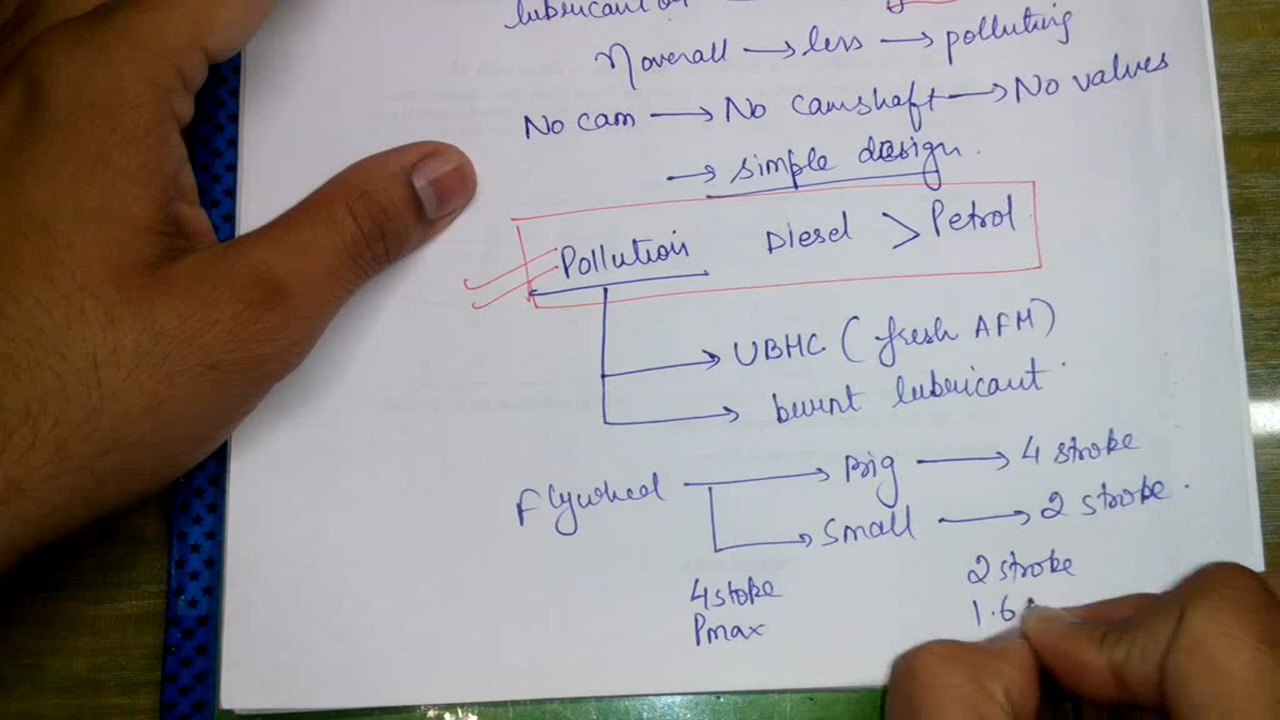 lubricant
η overall → less → polluting
No cam → No camshaft → No valves
→ simple design.
Pollution Diesel > Petrol
→ UBHC (fresh AFM)
→ burnt lubricant
Flywheel → Big → 4 stroke
→ Small → 2 stroke.
4 stoke 2 stroke
Pmax 1.6